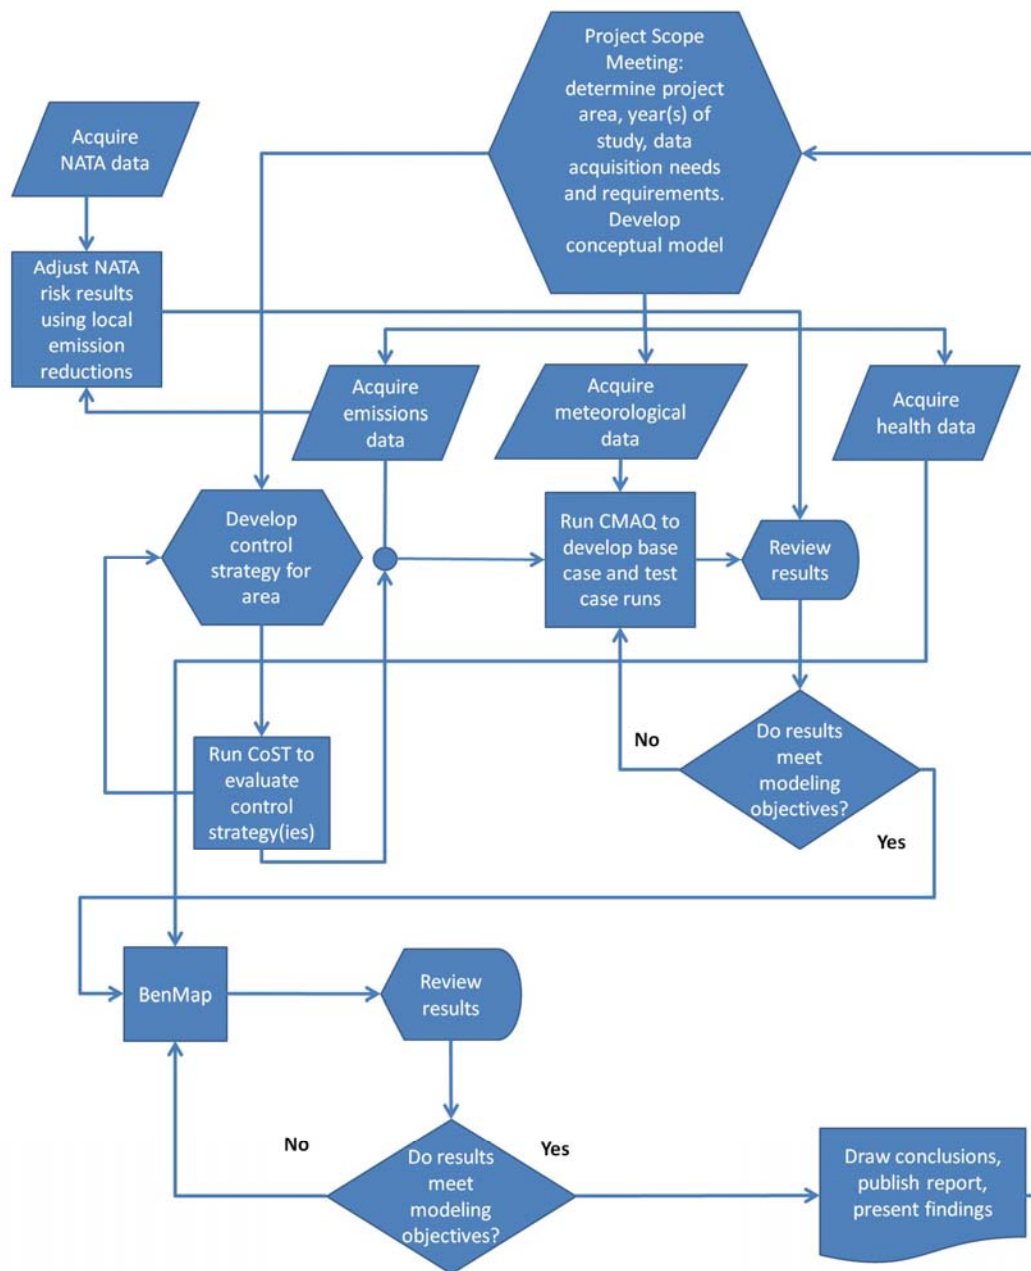 Project Scope
Meeting:
determine project
area, year(s) of
study, data
acquisition needs
and requirements.
Develop
conceptual model
Acquire
NATA data
Adjust NATA
risk results
using local
emission
reductions
Acquire
emissions
data
Acquire
meteorological
data
Acquire
health data
Develop
control
strategy for
area
Run CMAQ to
develop base
case and test
case runs
Review
results
Run CoST to
evaluate
control
strategy(ies)
No
Do results
meet
modeling
objectives?
Yes
BenMap
Review
results
No
Do results
meet
modeling
objectives?
Yes
Draw conclusions,
publish report,
present findings